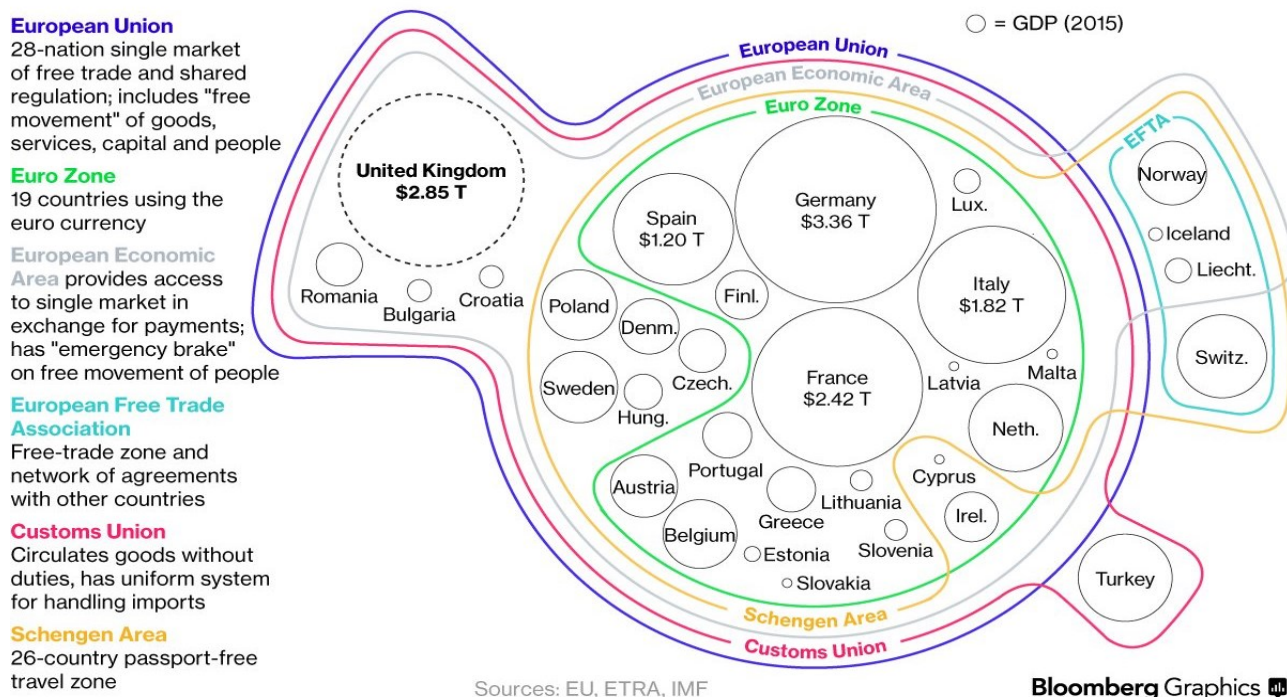 European Union
28-nation single market
of free trade and shared
regulation; includes "free
movement" of goods,
services, capital and people
Euro Zone
19 countries using the
euro currency
European Economic
Area provides access
to single market in
exchange for payments;
has "emergency brake"
on free movement of people
European Free Trade
Association
Free-trade zone and
network of agreements
with other countries
Customs Union
Circulates goods without
duties, has uniform system
for handling imports
Schengen Area
26-country passport-free
travel zone
= GDP (2015)
European Union
European Economic Area
Euro Zone
EFTA
United Kingdom
$2.85 T
Romania
Bulgaria
Croatia
Spain
$1.20 T
Germany
$3.36 T
Lux.
Norway
Iceland
Liecht.
Italy
$1.82 T
Finl.
Poland
Denm.
Czech.
Sweden
Hung.
France
$2.42 T
Latvia
Malta
Switz.
Neth.
Portugal
Cyprus
Austria
Greece
Lithuania
Irel.
Belgium
Estonia
Slovenia
Slovakia
Turkey
Schengen Area
Customs Union
Sources: EU, ETRA, IMF
Bloomberg Graphics